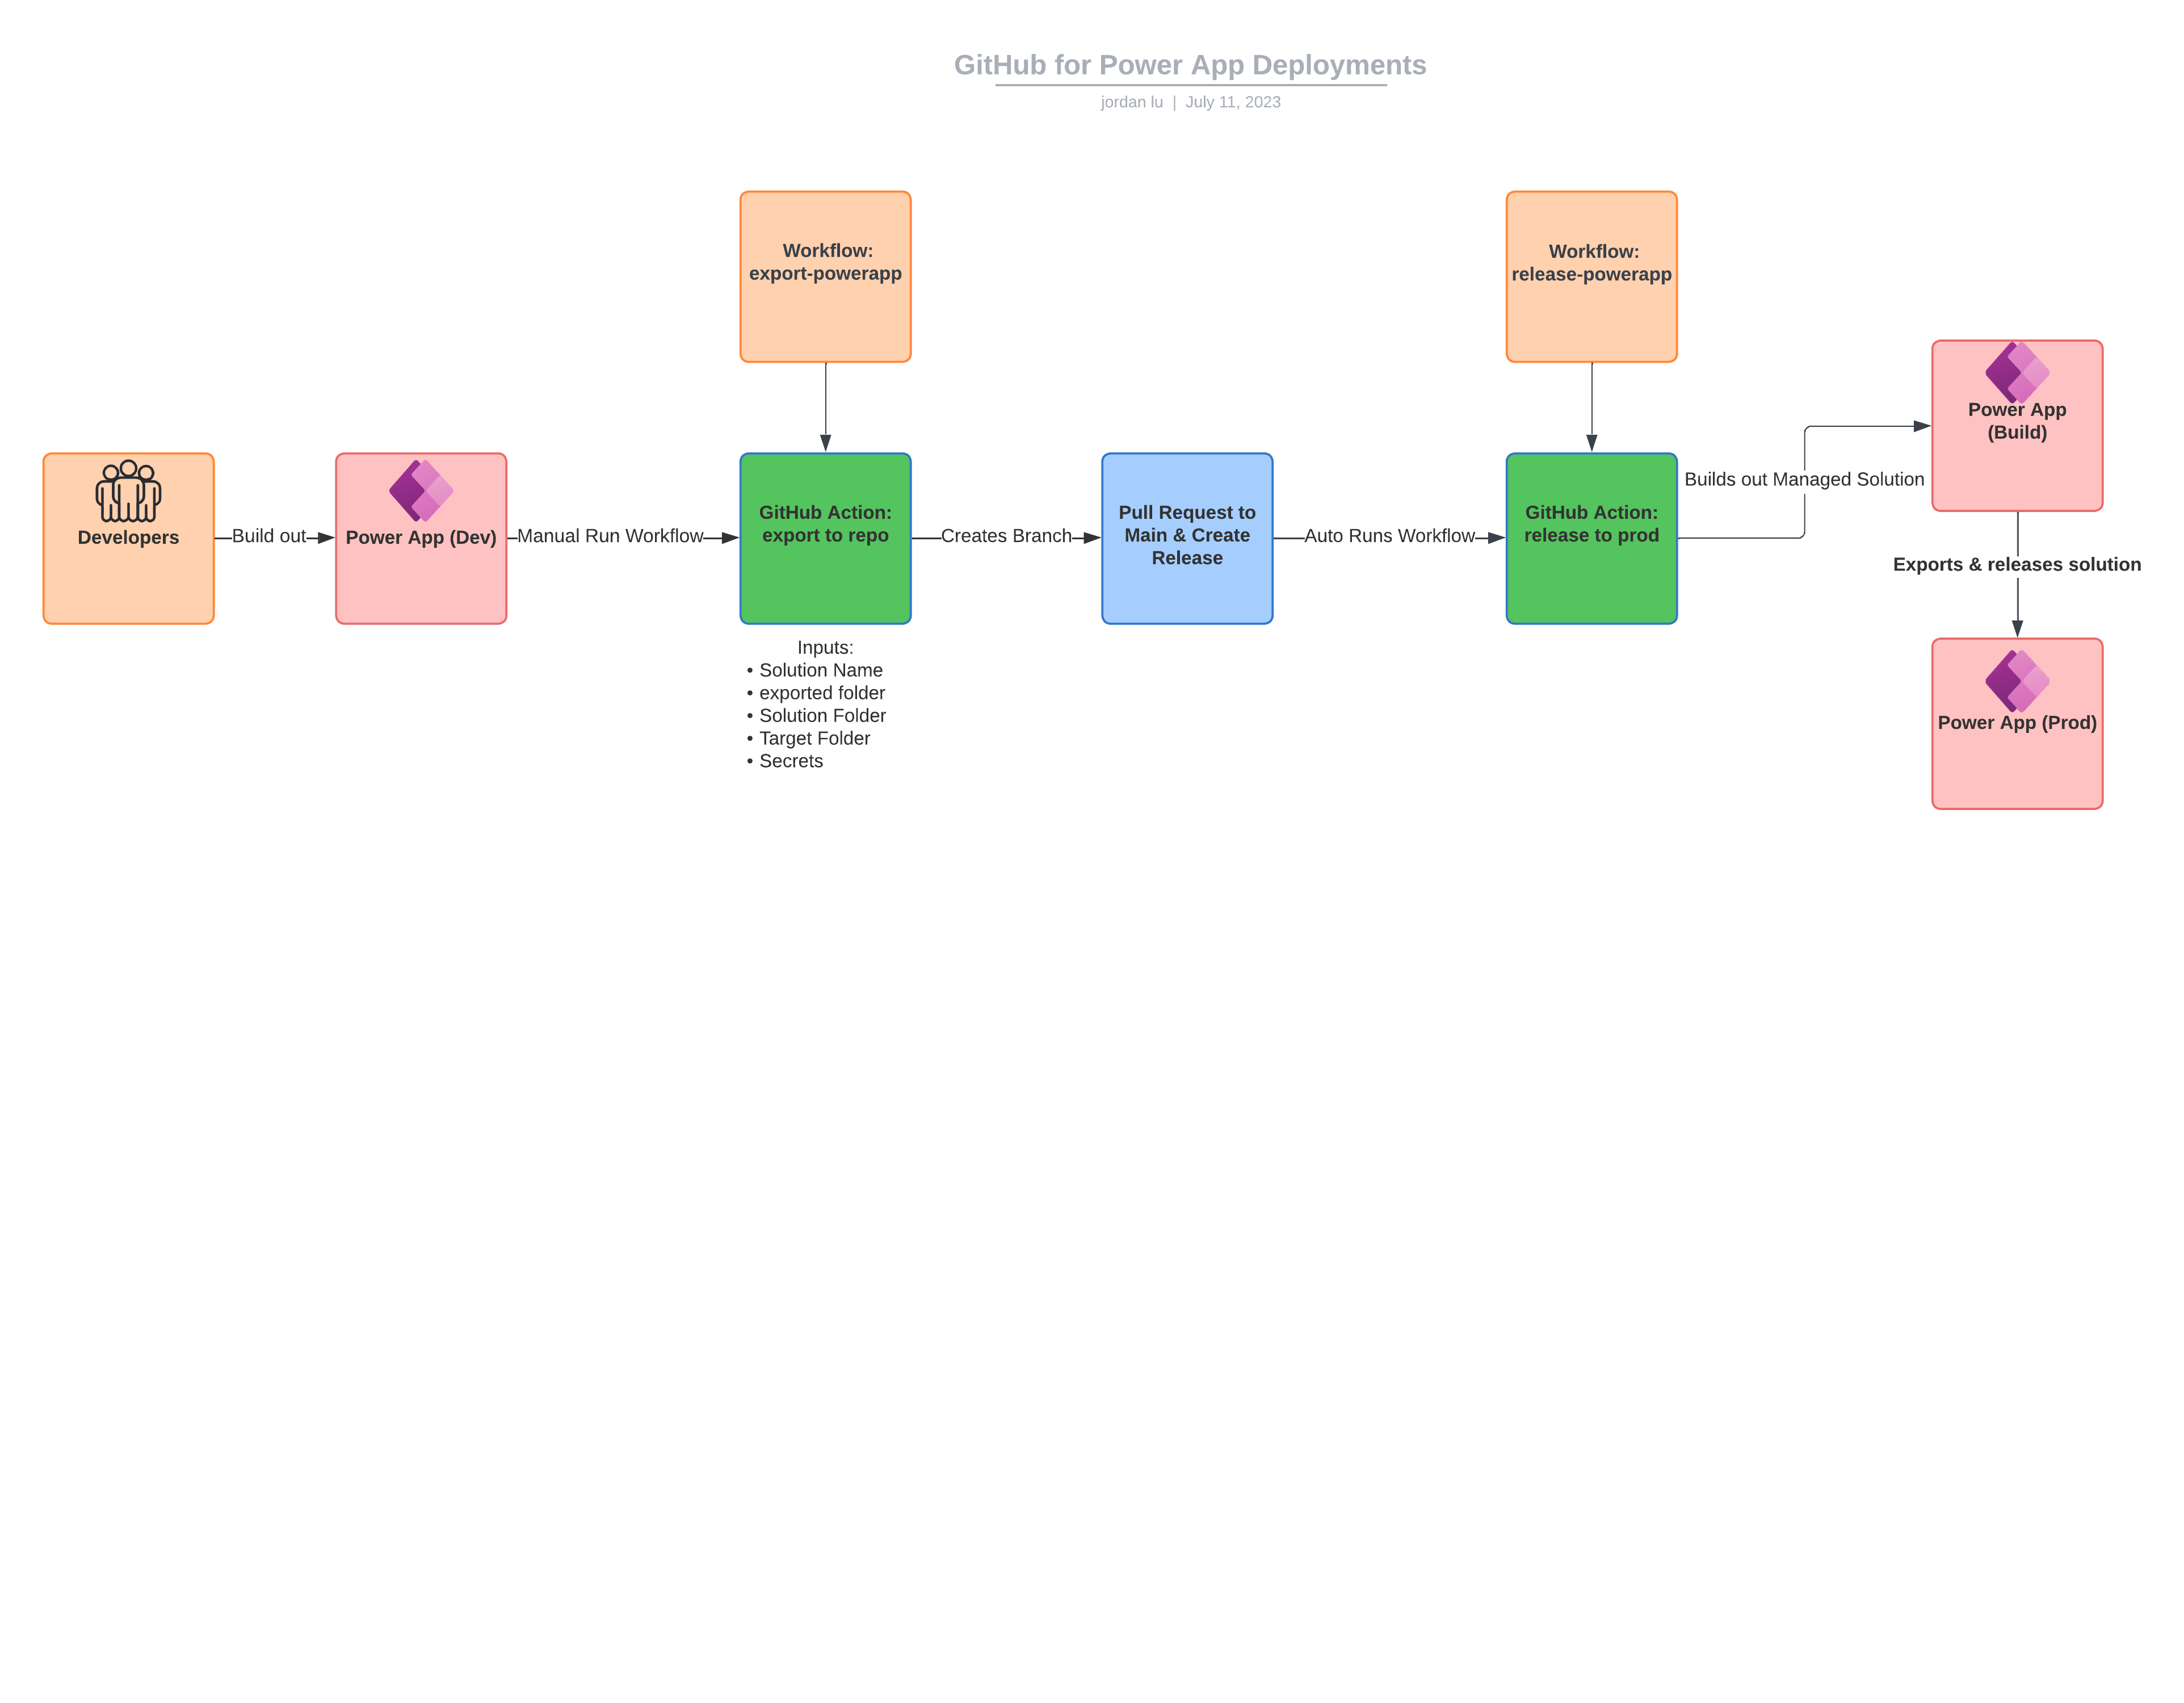 GitHub for Power App Deployments
jordan lu | July 11, 2023
Workflow:
export-powerapp
Workflow:
release-powerapp
Developers
Build out
Power App (Dev)
Manual Run Workflow
GitHub Action:
export to repo
Creates Branch
Pull Request to
Main & Create
Release
Auto Runs Workflow
GitHub Action:
release to prod
Builds out Managed Solution
Power App
(Build)
Exports & releases solution
Power App (Prod)
Inputs:
• Solution Name
• exported folder
• Solution Folder
• Target Folder
• Secrets